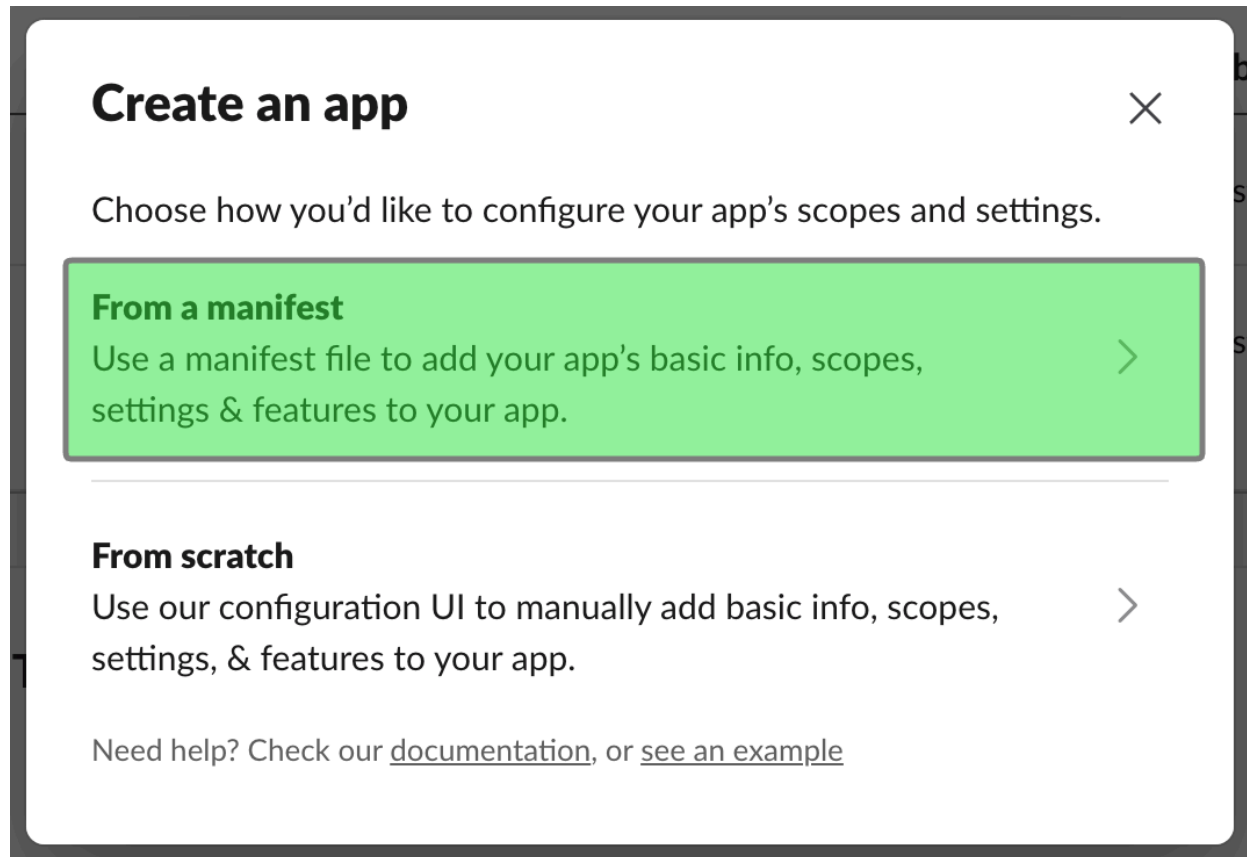 Create an app
Choose how you’d like to configure your app’s scopes and settings.
From a manifest
Use a manifest file to add your app’s basic info, scopes,
settings & features to your app.
From scratch
Use our configuration UI to manually add basic info, scopes,
settings, & features to your app.
Need help? Check our documentation, or see an example